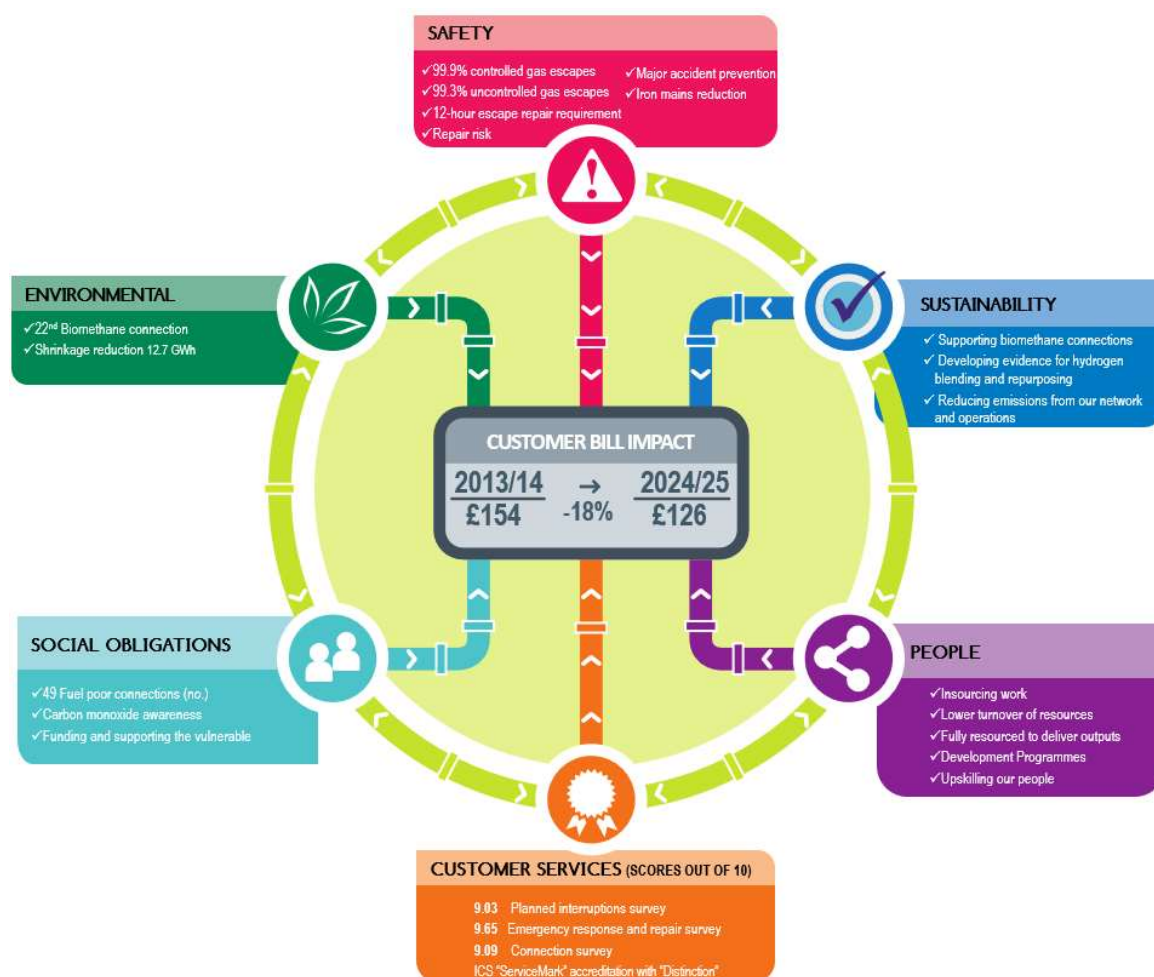 SAFETY
✓99.9% controlled gas escapes
✓99.3% uncontrolled gas escapes
✓12-hour escape repair requirement
✓Repair risk
✓Major accident prevention
✓Iron mains reduction
ENVIRONMENTAL
✓22nd Biomethane connection
✓Shrinkage reduction 12.7 GWh
SUSTAINABILITY
✓ Supporting biomethane connections
✓ Developing evidence for hydrogen
blending and repurposing
✓ Reducing emissions from our network
and operations
CUSTOMER BILL IMPACT
2013/14 → 2024/25
£154 -18% £126
SOCIAL OBLIGATIONS
✓49 Fuel poor connections (no.)
✓Carbon monoxide awareness
✓Funding and supporting the vulnerable
PEOPLE
✓Insourcing work
✓Lower turnover of resources
✓Fully resourced to deliver outputs
✓Development Programmes
✓Upskilling our people
CUSTOMER SERVICES (SCORES OUT OF 10)
9.03 Planned interruptions survey
9.65 Emergency response and repair survey
9.09 Connection survey
ICS "ServiceMark" accreditation with "Distinction"